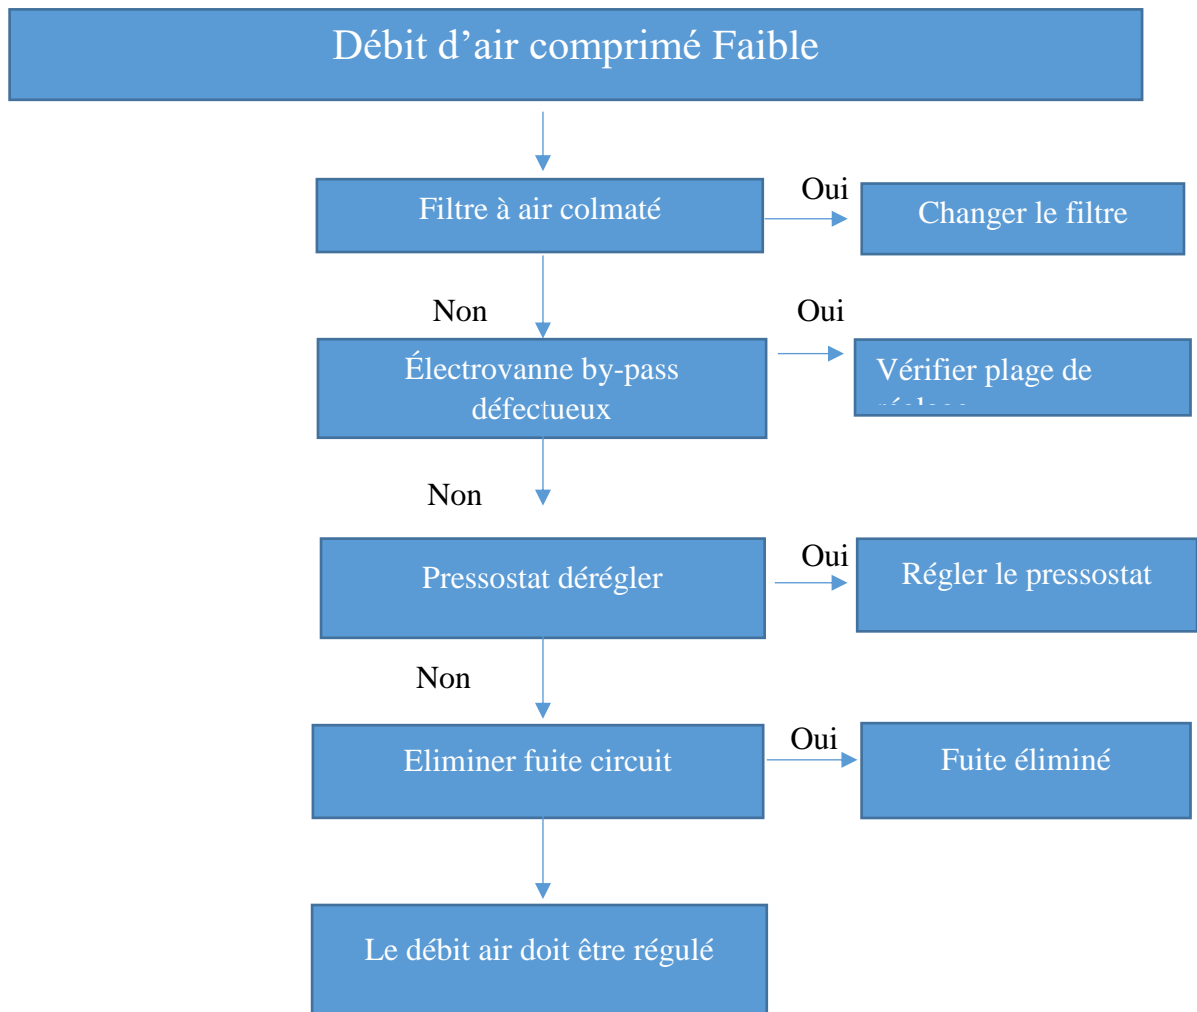 Débit d’air comprimé Faible
Filtre à air colmaté
Oui
Changer le filtre
Non
Oui
Électrovanne by-pass
défectueux
Vérifier plage de
Non
Pressostat dérégler
Oui
Régler le pressostat
Non
Eliminer fuite circuit
Oui
Fuite éliminé
Le débit air doit être régulé